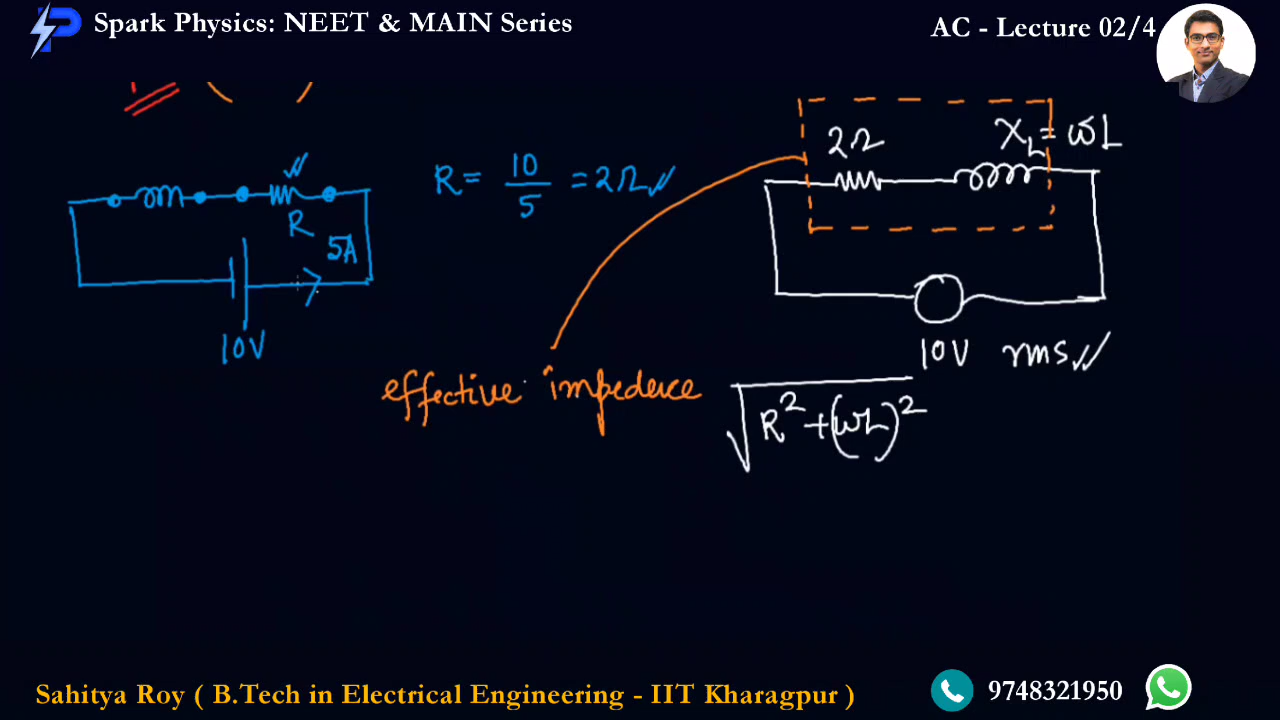 Spark Physics: NEET & MAIN Series
AC - Lecture 02/4
R
5A
10V
R = 10/5 = 2Ω
2Ω
X_L = ωL
10V rms
effective impedence
√R² + (ωL)²
Sahitya Roy ( B.Tech in Electrical Engineering - IIT Kharagpur )
9748321950